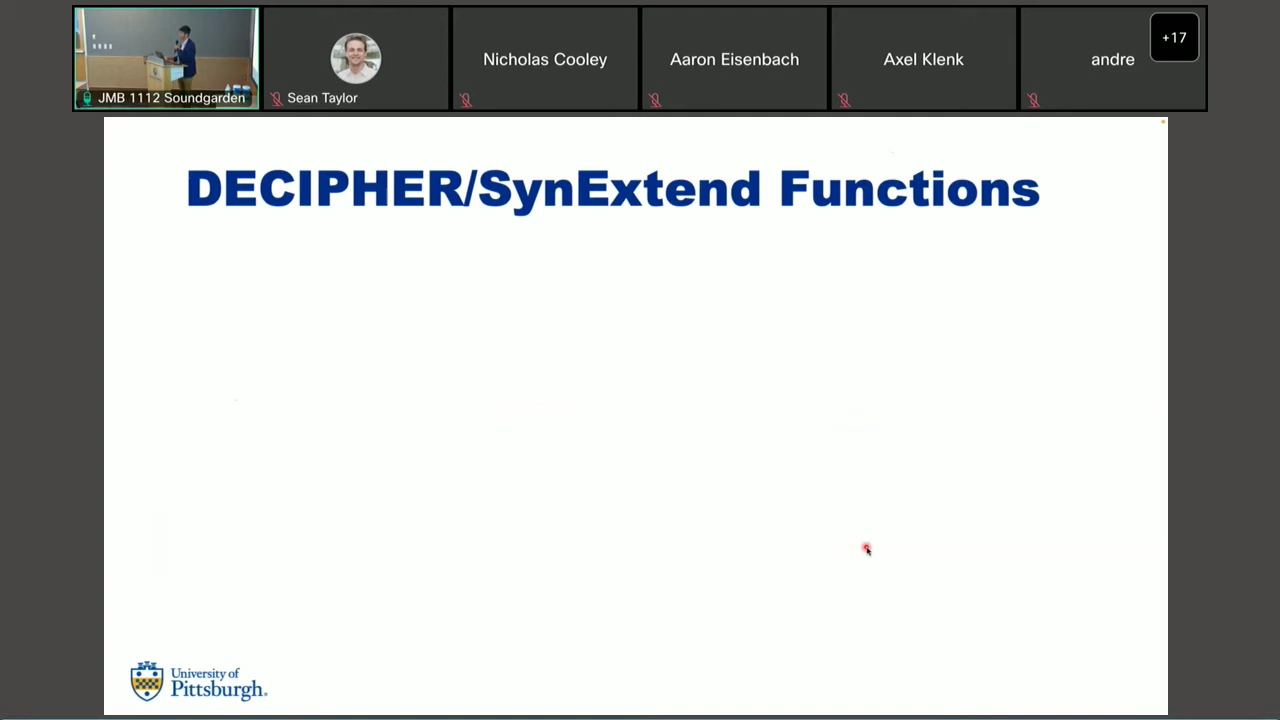 JMB 1112 Soundgarden
Sean Taylor
Nicholas Cooley
Aaron Eisenbach
Axel Klenk
andre
+17
DECIPHER/SynExtend Functions
University of
Pittsburgh®